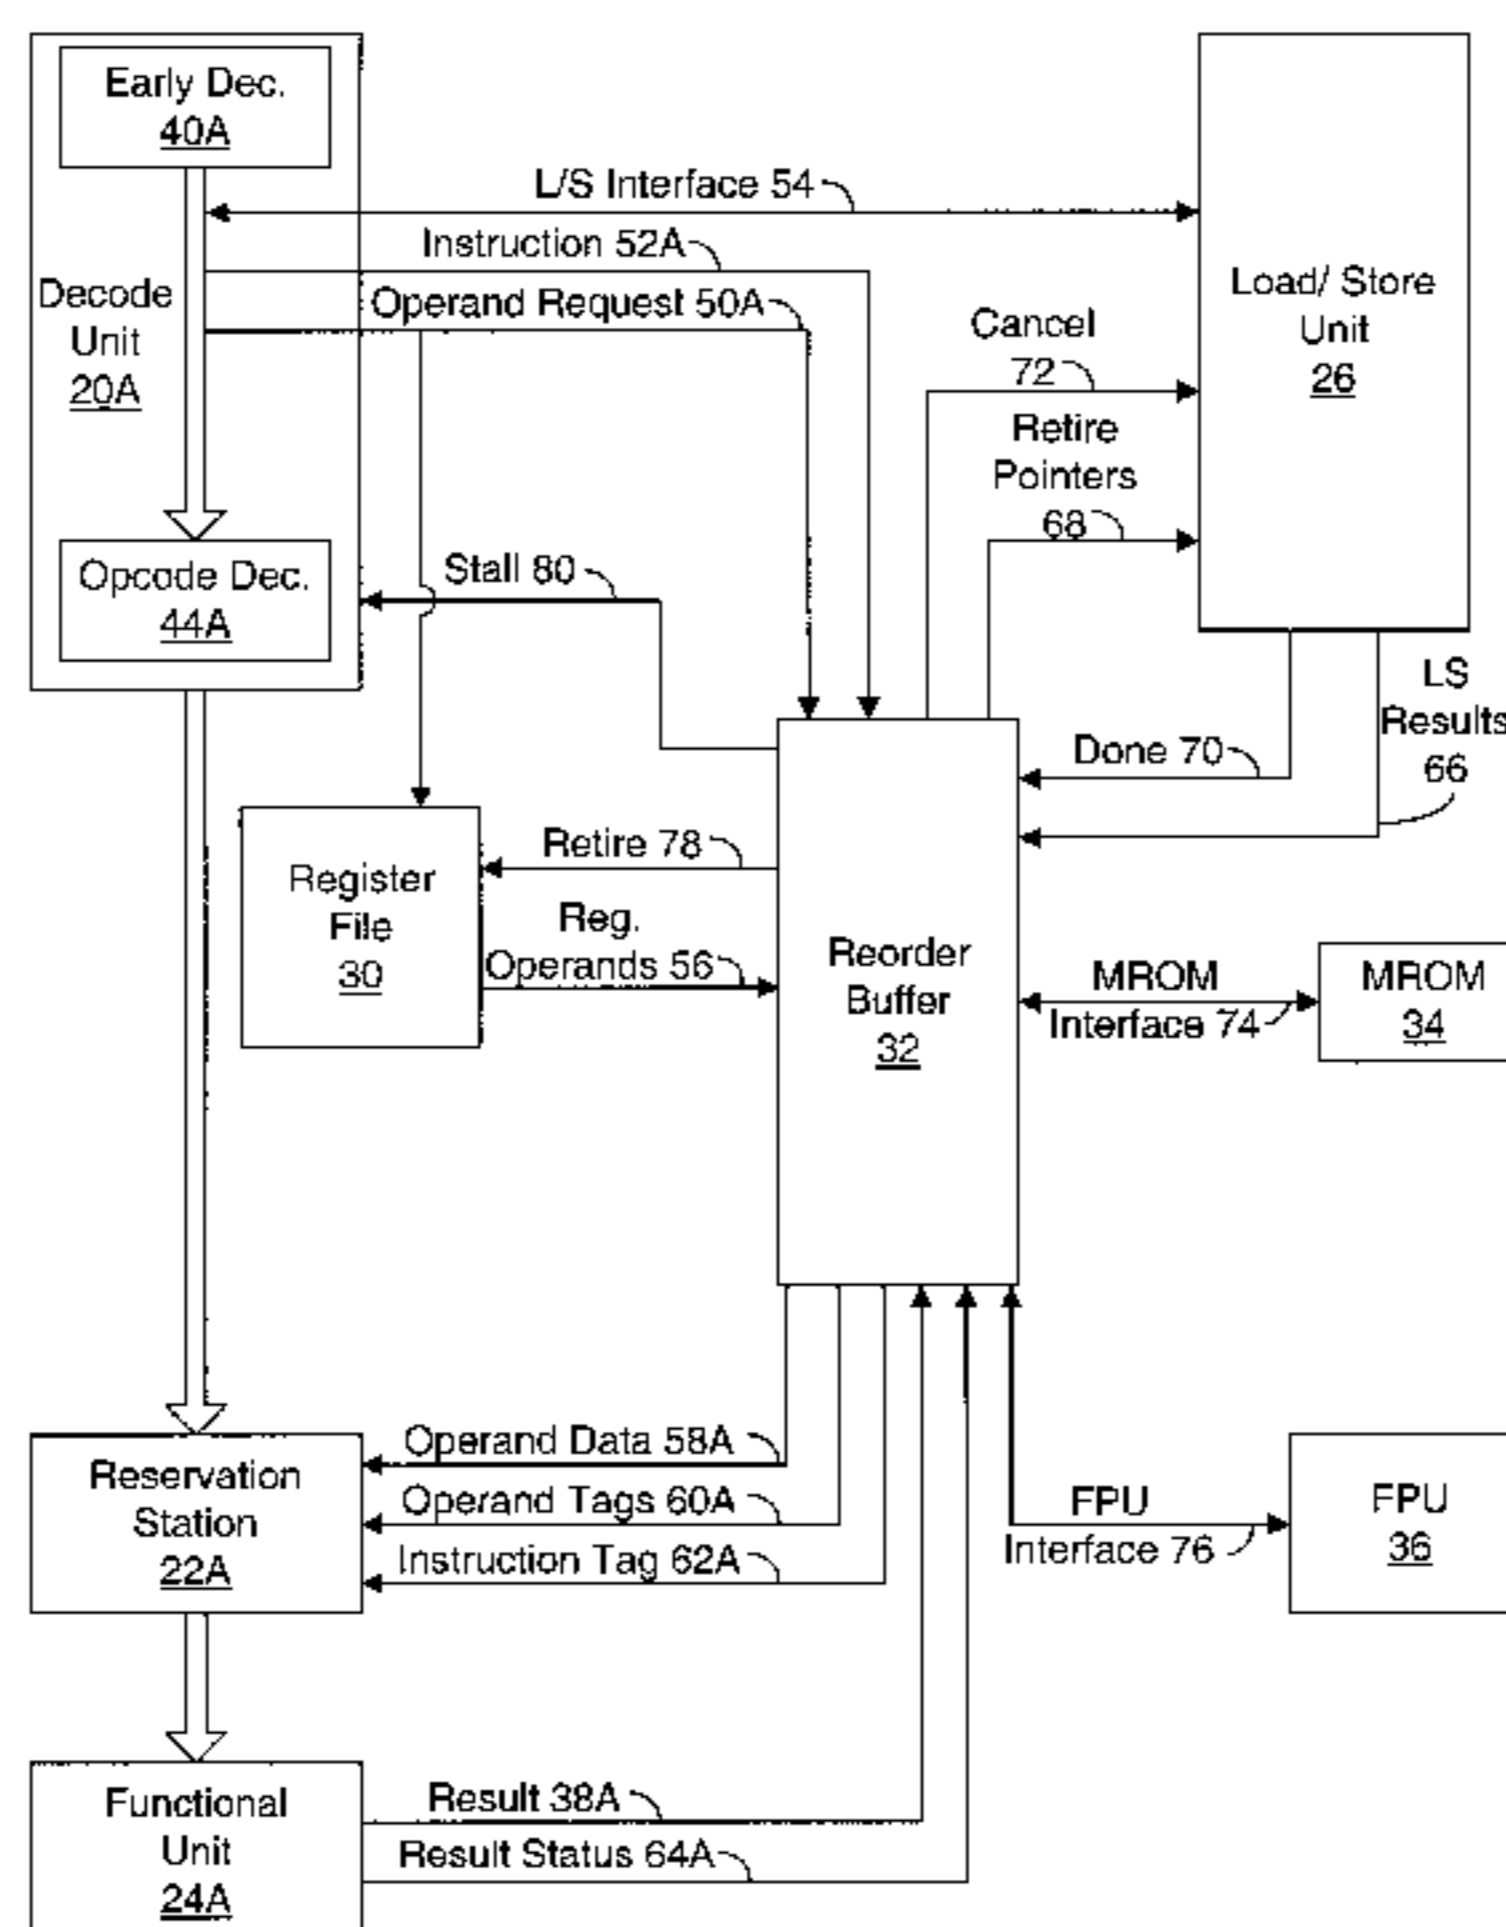 Early Dec.
40A
L/S Interface 54
Instruction 52A
Operand Request 50A
Decode
Unit
20A
Load/ Store
Unit
26
Cancel
72
Retire
Pointers
68
Opcode Dec.
44A
Stall 80
LS
Results
66
Done 70
Retire 78
Register
File
30
Reg.
Operands 56
Reorder
Buffer
32
MROM
Interface 74
MROM
34
Operand Data 58A
Operand Tags 60A
Instruction Tag 62A
Reservation
Station
22A
FPU
Interface 76
FPU
36
Functional
Unit
24A
Result 38A
Result Status 64A